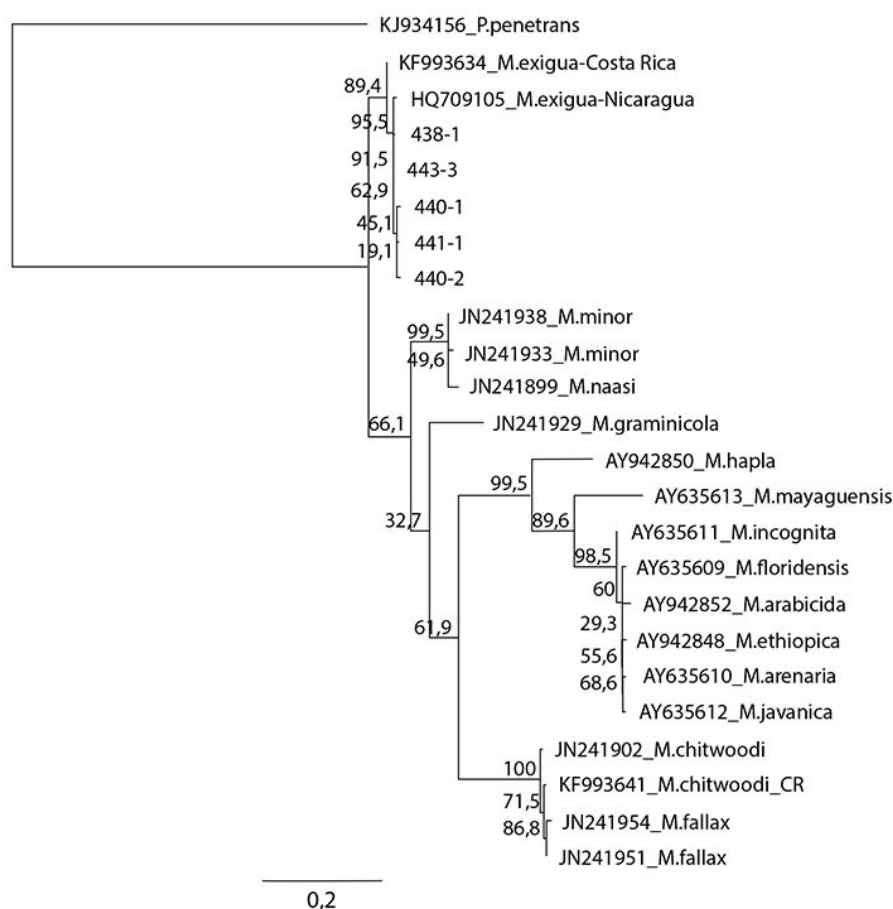 KJ934156_P.penetrans
KF993634_M.exigua-Costa Rica
89,4
HQ709105_M.exigua-Nicaragua
95,5
438-1
91,5
443-3
62,9
440-1
45,1
441-1
19,1
440-2
JN241938_M.minor
99,5
JN241933_M.minor
49,6
JN241899_M.naasi
66,1
JN241929_M.graminicola
AY942850_M.hapla
99,5
AY635613_M.mayaguensis
89,6
32,7
AY635611_M.incognita
98,5
AY635609_M.floridensis
60
AY942852_M.arabicida
29,3
61,9
AY942848_M.ethiopica
55,6
AY635610_M.arenaria
68,6
AY635612_M.javanica
JN241902_M.chitwoodi
100
KF993641_M.chitwoodi_CR
71,5
JN241954_M.fallax
86,8
JN241951_M.fallax
0,2